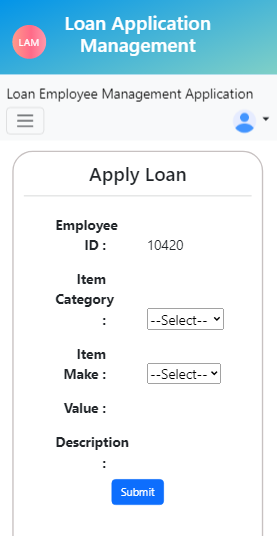 LAM
Loan Application
Management
Loan Employee Management Application
Apply Loan
Employee
ID : 10420
Item
Category
: --Select--
Item
Make : --Select--
Value :
Description
:
Submit